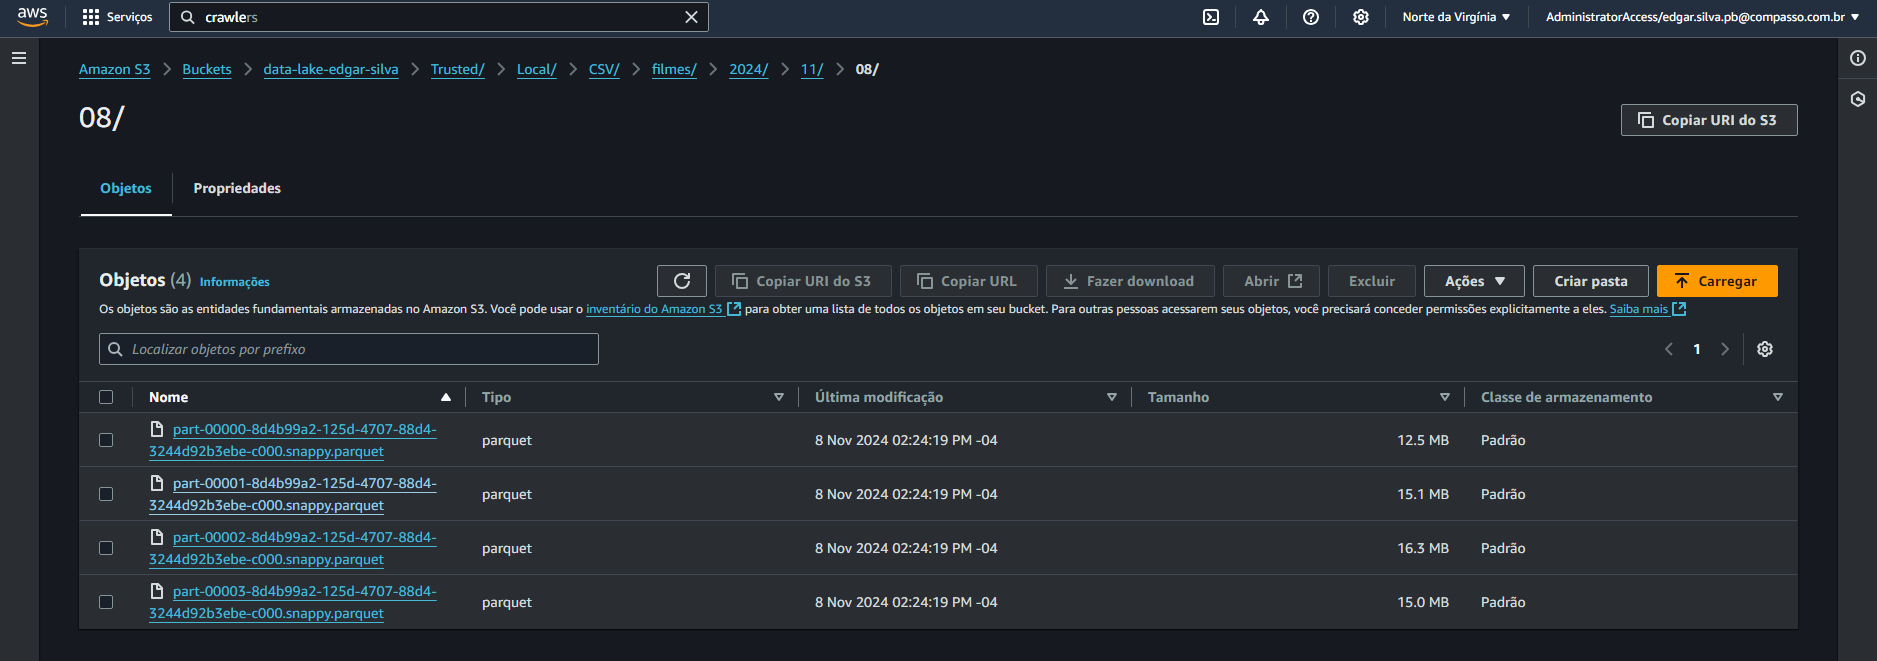 aws
Serviços
crawlers
Norte da Virgínia
AdministratorAccess/edgar.silva.pb@compasso.com.br
Amazon S3 > Buckets > data-lake-edgar-silva > Trusted/ > Local/ > CSV/ > filmes/ > 2024/ > 11/ > 08/
08/
Copiar URI do S3
Objetos
Propriedades
Objetos (4) Informações
Copiar URI do S3
Copiar URL
Fazer download
Abrir
Excluir
Ações
Criar pasta
Carregar
Os objetos são as entidades fundamentais armazenadas no Amazon S3. Você pode usar o inventário do Amazon S3 para obter uma lista de todos os objetos em seu bucket. Para outras pessoas acessarem seus objetos, você precisará conceder permissões explicitamente a eles. Saiba mais
Localizar objetos por prefixo
1
Nome Tipo Última modificação Tamanho Classe de armazenamento
part-00000-8d4b99a2-125d-4707-88d4-
3244d92b3ebe-c000.snappy.parquet
parquet 8 Nov 2024 02:24:19 PM -04 12.5 MB Padrão
part-00001-8d4b99a2-125d-4707-88d4-
3244d92b3ebe-c000.snappy.parquet
parquet 8 Nov 2024 02:24:19 PM -04 15.1 MB Padrão
part-00002-8d4b99a2-125d-4707-88d4-
3244d92b3ebe-c000.snappy.parquet
parquet 8 Nov 2024 02:24:19 PM -04 16.3 MB Padrão
part-00003-8d4b99a2-125d-4707-88d4-
3244d92b3ebe-c000.snappy.parquet
parquet 8 Nov 2024 02:24:19 PM -04 15.0 MB Padrão